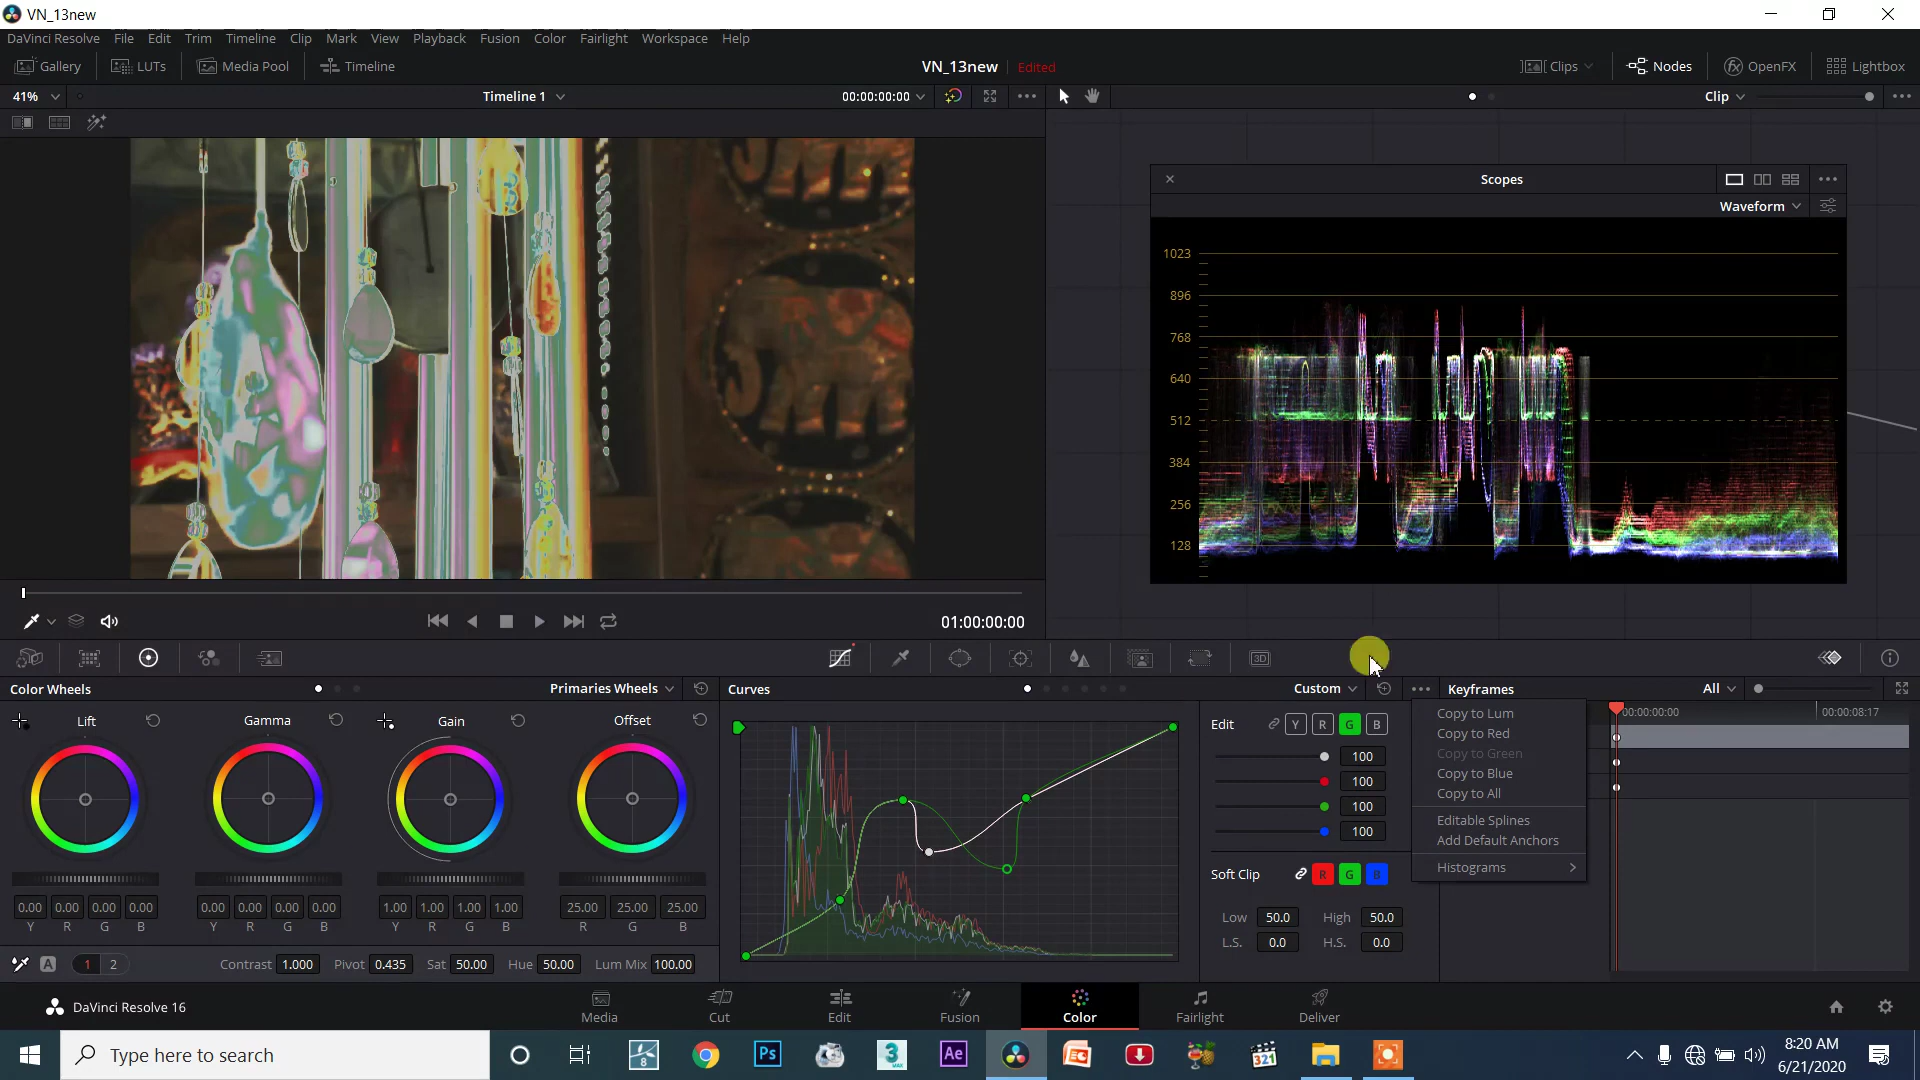 VN_13new
DaVinci Resolve File Edit Trim Timeline Clip Mark View Playback Fusion Color Fairlight Workspace Help
Gallery LUTs Media Pool Timeline VN_13new Edited Clips Nodes fx OpenFX Lightbox
41% Timeline 1 00:00:00:00 Clip
Scopes
Waveform
1023
896
768
640
512
384
256
128
01:00:00:00
3D
Color Wheels Primaries Wheels Curves Custom Keyframes All
Lift Gamma Gain Offset
Edit Y R G B
100
100
100
100
Copy to Lum
Copy to Red
Copy to Green
Copy to Blue
Copy to All
Editable Splines
Add Default Anchors
Histograms
00:00:00:00 00:00:08:17
Soft Clip R G B
0.00 0.00 0.00 0.00 0.00 0.00 0.00 0.00 1.00 1.00 1.00 1.00 25.00 25.00 25.00
Y R G B Y R G B Y R G B R G B
Low 50.0 High 50.0
L.S. 0.0 H.S. 0.0
A 1 2 Contrast 1.000 Pivot 0.435 Sat 50.00 Hue 50.00 Lum Mix 100.00
DaVinci Resolve 16 Media Cut Edit Fusion Color Fairlight Deliver
Type here to search
8
Ps
3
MAX
Ae
321
8:20 AM
6/21/2020